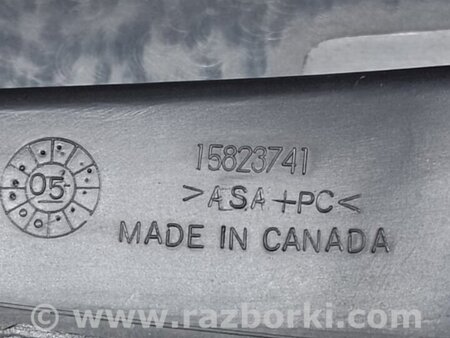 15823741
05
>ASA+PC<
MADE IN CANADA
© www.razborki.com/